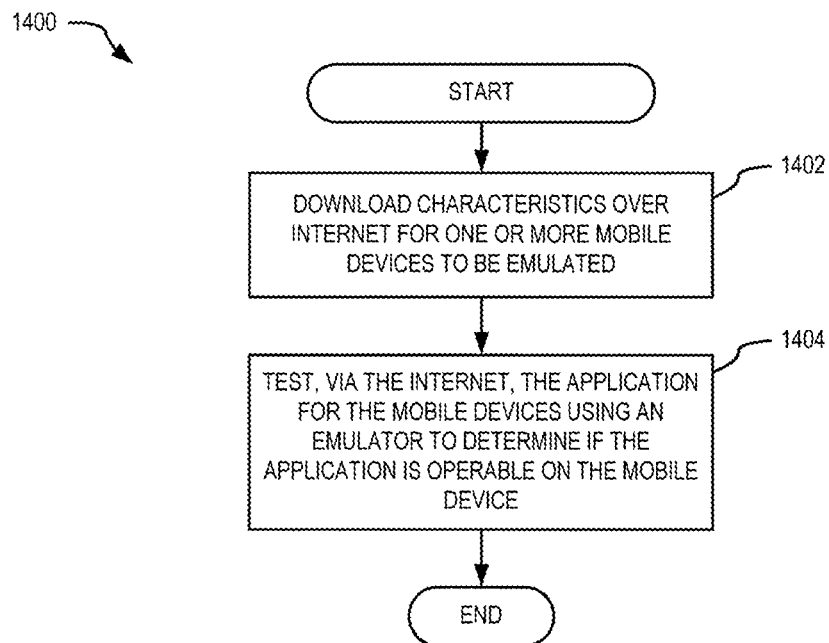 1400
START
1402
DOWNLOAD CHARACTERISTICS OVER
INTERNET FOR ONE OR MORE MOBILE
DEVICES TO BE EMULATED
1404
TEST, VIA THE INTERNET, THE APPLICATION
FOR THE MOBILE DEVICES USING AN
EMULATOR TO DETERMINE IF THE
APPLICATION IS OPERABLE ON THE MOBILE
DEVICE
END